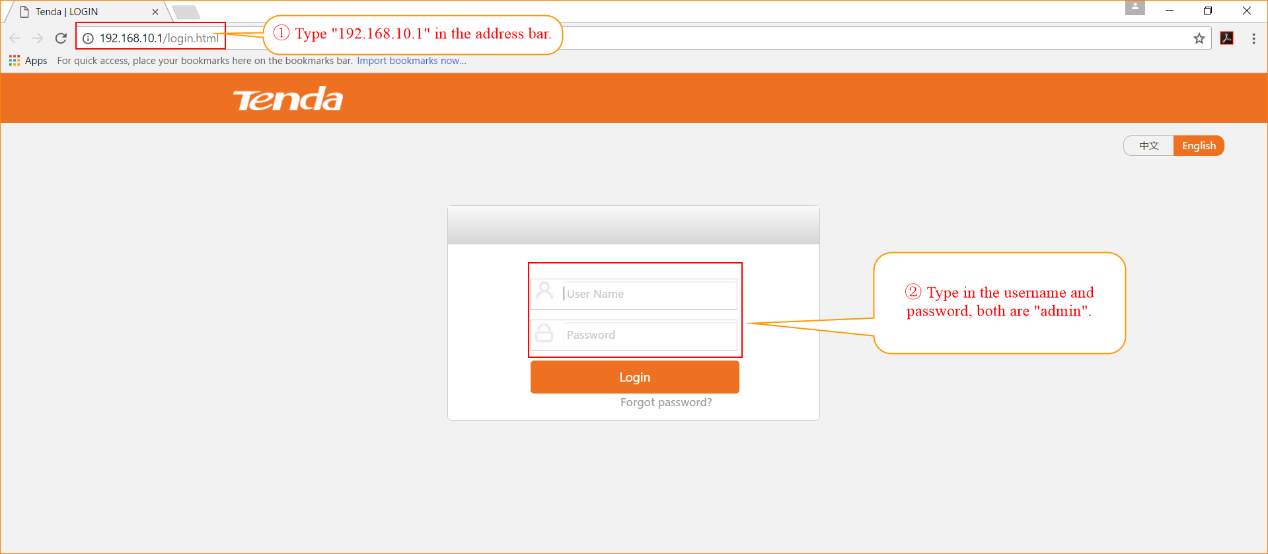 Tenda | LOGIN
192.168.10.1/login.html
① Type "192.168.10.1" in the address bar.
Apps For quick access, place your bookmarks here on the bookmarks bar. Import bookmarks now...
Tenda
中文 English
User Name
② Type in the username and
password, both are "admin".
Password
Login
Forgot password?